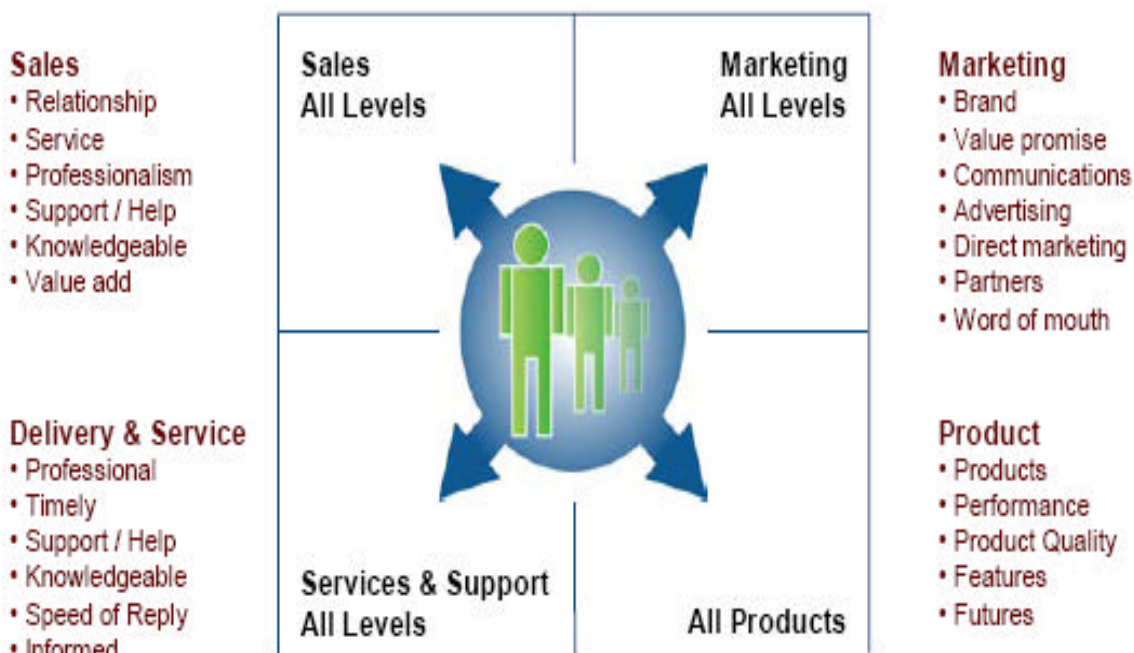 Sales
• Relationship
• Service
• Professionalism
• Support / Help
• Knowledgeable
• Value add
Delivery & Service
• Professional
• Timely
• Support / Help
• Knowledgeable
• Speed of Reply
• Informed
Sales
All Levels
Marketing
All Levels
Services & Support
All Levels
All Products
Marketing
• Brand
• Value promise
• Communications
• Advertising
• Direct marketing
• Partners
• Word of mouth
Product
• Products
• Performance
• Product Quality
• Features
• Futures